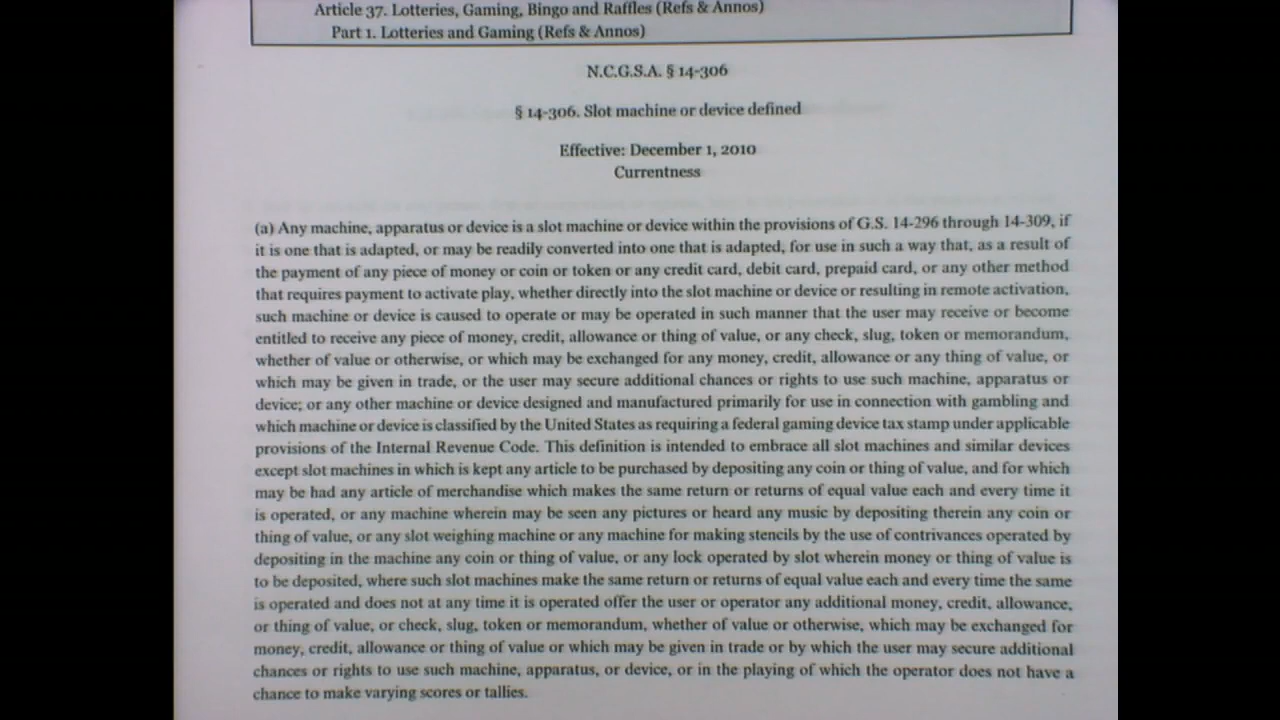 Article 37. Lotteries, Gaming, Bingo and Raffles (Refs & Annos)
Part 1. Lotteries and Gaming (Refs & Annos)
N.C.G.S.A. § 14-306
§ 14-306. Slot machine or device defined
Effective: December 1, 2010
Currentness
(a) Any machine, apparatus or device is a slot machine or device within the provisions of G.S. 14-296 through 14-309, if
it is one that is adapted, or may be readily converted into one that is adapted, for use in such a way that, as a result of
the payment of any piece of money or coin or token or any credit card, debit card, prepaid card, or any other method
that requires payment to activate play, whether directly into the slot machine or device or resulting in remote activation,
such machine or device is caused to operate or may be operated in such manner that the user may receive or become
entitled to receive any piece of money, credit, allowance or thing of value, or any check, slug, token or memorandum,
whether of value or otherwise, or which may be exchanged for any money, credit, allowance or any thing of value, or
which may be given in trade, or the user may secure additional chances or rights to use such machine, apparatus or
device; or any other machine or device designed and manufactured primarily for use in connection with gambling and
which machine or device is classified by the United States as requiring a federal gaming device tax stamp under applicable
provisions of the Internal Revenue Code. This definition is intended to embrace all slot machines and similar devices
except slot machines in which is kept any article to be purchased by depositing any coin or thing of value, and for which
may be had any article of merchandise which makes the same return or returns of equal value each and every time it
is operated, or any machine wherein may be seen any pictures or heard any music by depositing therein any coin or
thing of value, or any slot weighing machine or any machine for making stencils by the use of contrivances operated by
depositing in the machine any coin or thing of value, or any lock operated by slot wherein money or thing of value is
to be deposited, where such slot machines make the same return or returns of equal value each and every time the same
is operated and does not at any time it is operated offer the user or operator any additional money, credit, allowance,
or thing of value, or check, slug, token or memorandum, whether of value or otherwise, which may be exchanged for
money, credit, allowance or thing of value or which may be given in trade or by which the user may secure additional
chances or rights to use such machine, apparatus, or device, or in the playing of which the operator does not have a
chance to make varying scores or tallies.